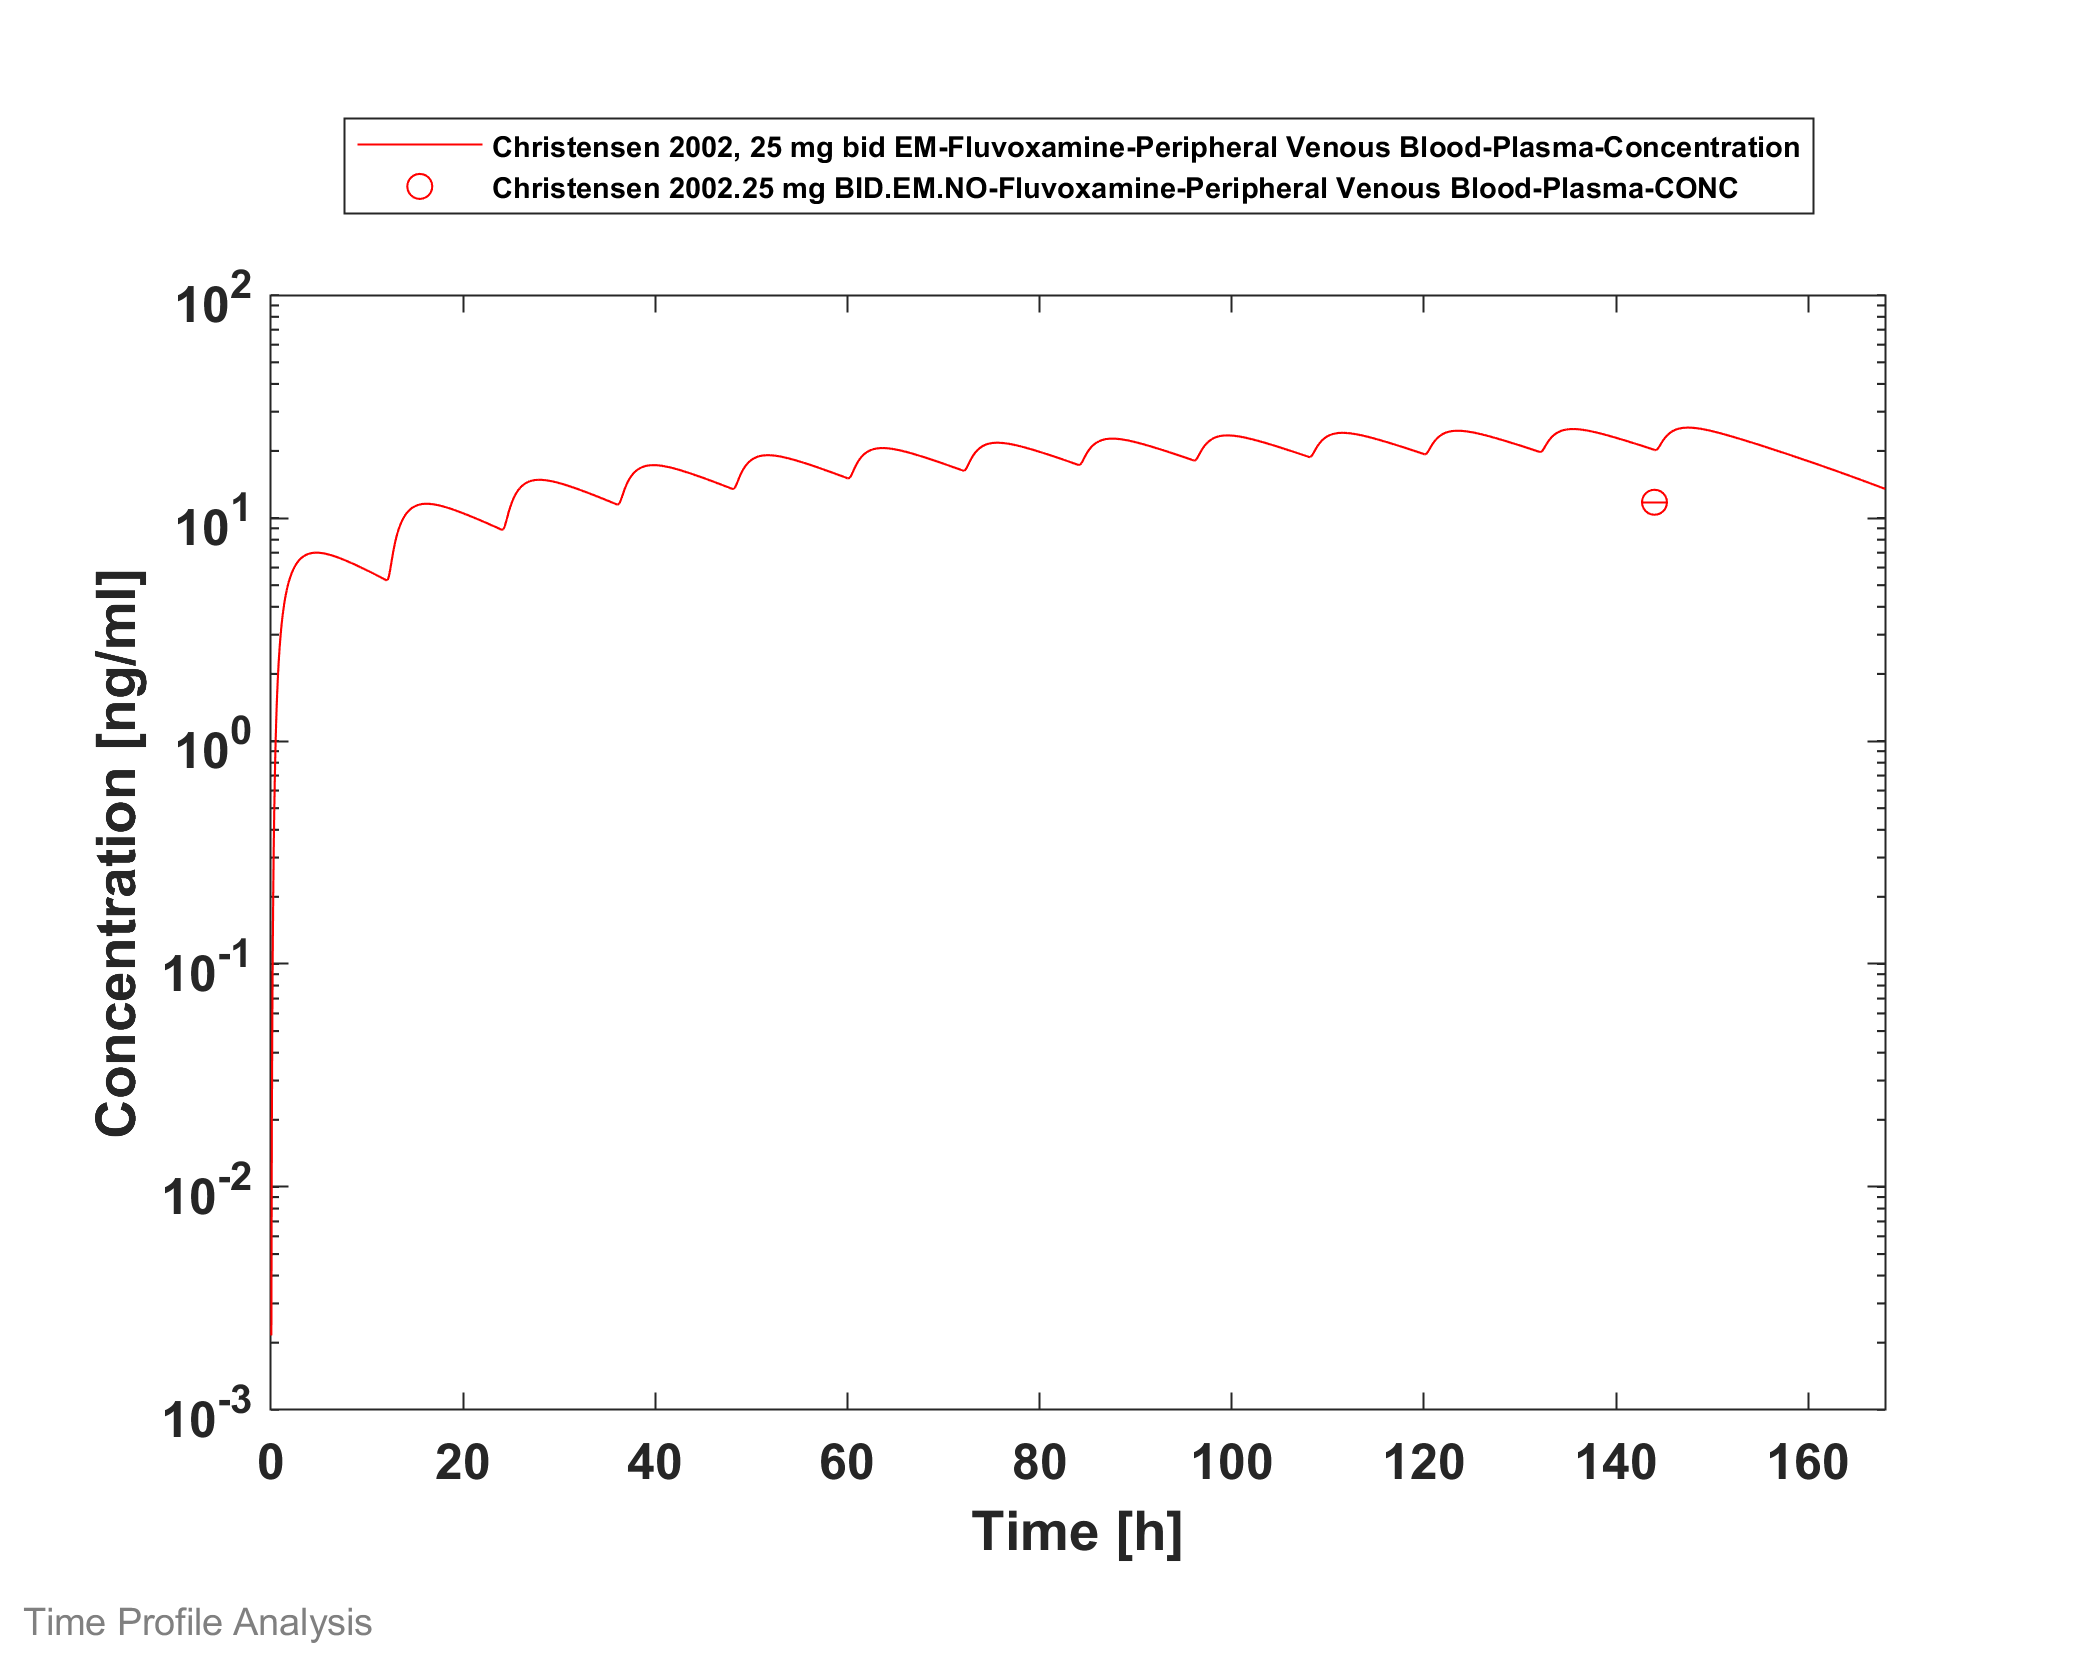 Christensen 2002, 25 mg bid EM-Fluvoxamine-Peripheral Venous Blood-Plasma-Concentration
Christensen 2002.25 mg BID.EM.NO-Fluvoxamine-Peripheral Venous Blood-Plasma-CONC
10^2
10^1
10^0
10^-1
10^-2
10^-3
Concentration [ng/ml]
0 20 40 60 80 100 120 140 160
Time [h]
Time Profile Analysis